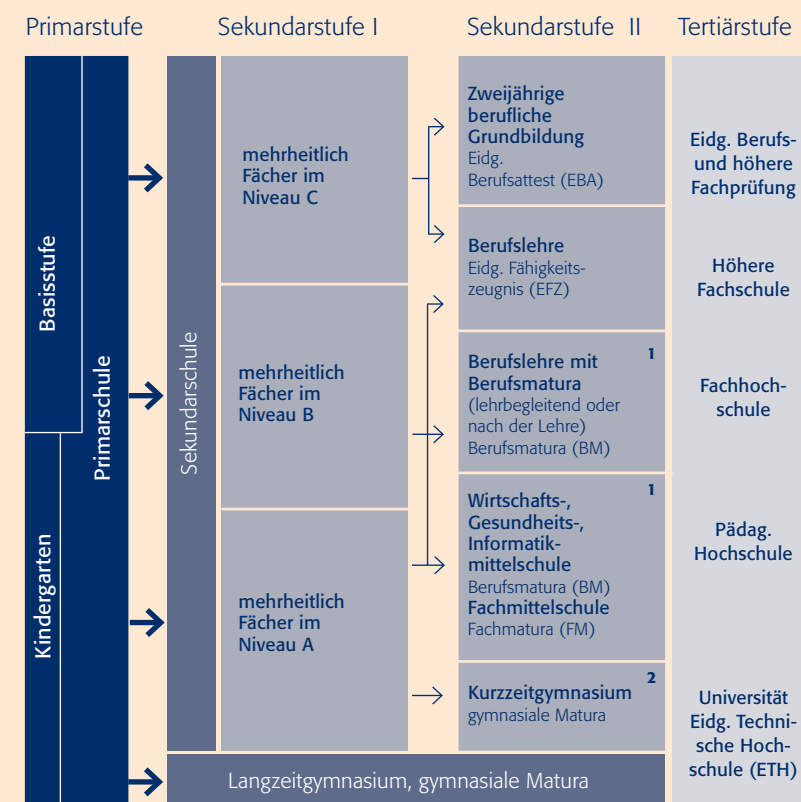 Primarstufe
Sekundarstufe I
Sekundarstufe II
Tertiärstufe
Basisstufe
Kindergarten
Primarschule
Sekundarschule
mehrheitlich
Fächer im
Niveau C
mehrheitlich
Fächer im
Niveau B
mehrheitlich
Fächer im
Niveau A
Zweijährige
berufliche
Grundbildung
Eidg.
Berufsattest (EBA)
Berufslehre
Eidg. Fähigkeits-
zeugnis (EFZ)
Berufslehre mit 1
Berufsmatura
(lehrbegleitend oder
nach der Lehre)
Berufsmatura (BM)
Wirtschafts-, 1
Gesundheits-,
Informatik-
mittelschule
Berufsmatura (BM)
Fachmittelschule
Fachmatura (FM)
Kurzzeitgymnasium 2
gymnasiale Matura
Langzeitgymnasium, gymnasiale Matura
Eidg. Berufs-
und höhere
Fachprüfung
Höhere
Fachschule
Fachhoch-
schule
Pädag.
Hochschule
Universität
Eidg. Techni-
sche Hoch-
schule (ETH)